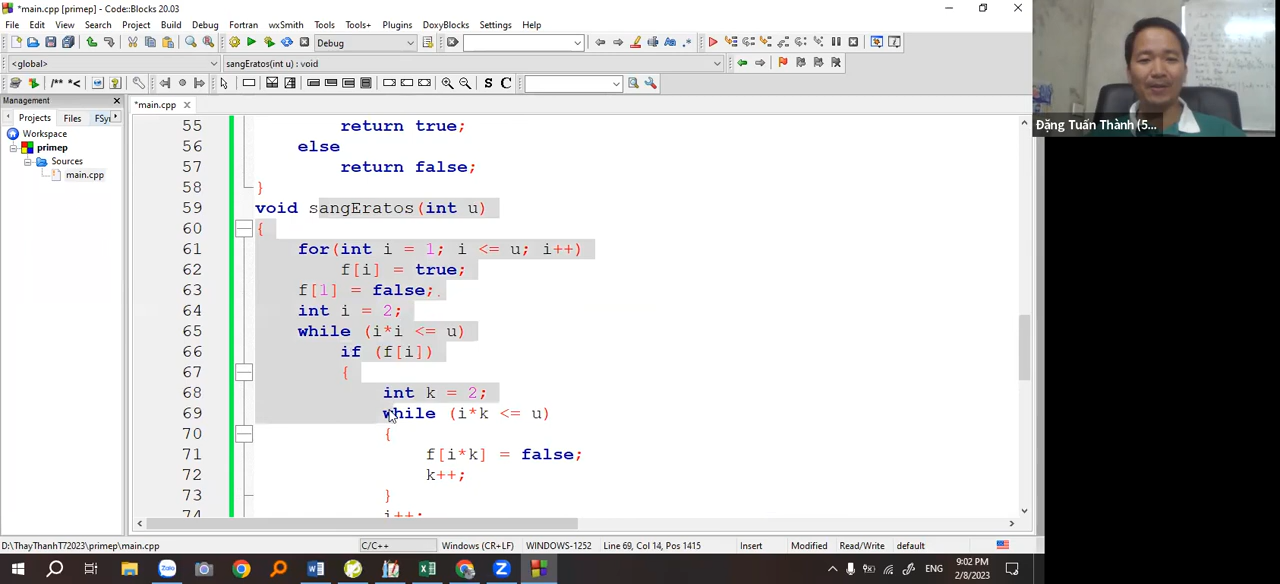 *main.cpp [primep] - Code::Blocks 20.03
File Edit View Search Project Build Debug Fortran wxSmith Tools Tools+ Plugins DoxyBlocks Settings Help
Debug
<global>
sangEratos(int u) : void
/** *<
S C
Management
*main.cpp
Projects Files FSy
Workspace
primep
Sources
main.cpp
55 return true;
56 else
57 return false;
58 }
59 void sangEratos(int u)
60 {
61 for(int i = 1; i <= u; i++)
62 f[i] = true;
63 f[1] = false;
64 int i = 2;
65 while (i*i <= u)
66 if (f[i])
67 {
68 int k = 2;
69 while (i*k <= u)
70 {
71 f[i*k] = false;
72 k++;
73 }
74 i++;
Đặng Tuấn Thành (5...
D:\ThayThanhT72023\primep\main.cpp
C/C++
Windows (CR+LF)
WINDOWS-1252
Line 69, Col 14, Pos 1415
Insert
Modified
Read/Write
default
Zalo
ENG
9:02 PM
2/8/2023